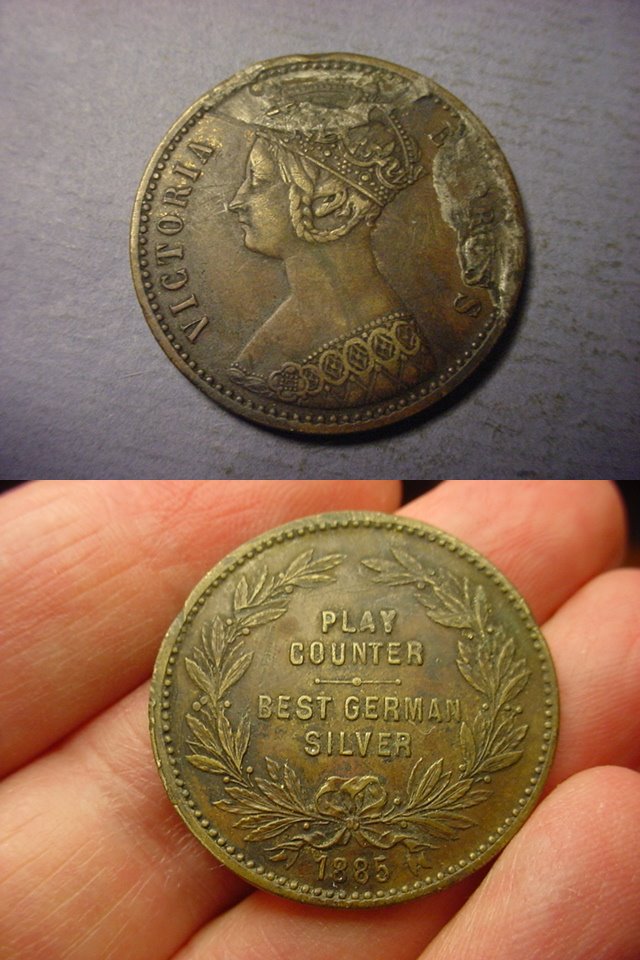 VICTORIA
PLAY
COUNTER
BEST GERMAN
SILVER
1885